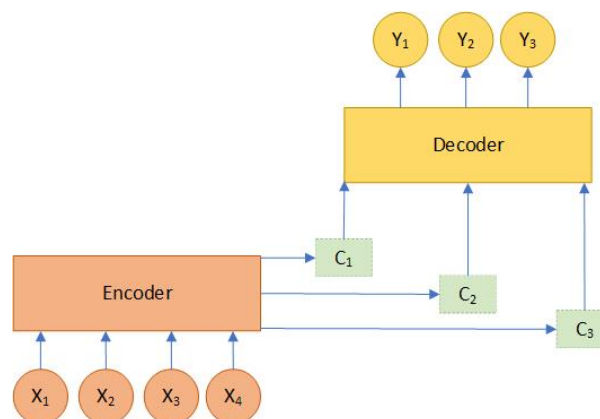 Y₁ Y₂ Y₃
Decoder
C₁
Encoder
C₂
C₃
X₁ X₂ X₃ X₄